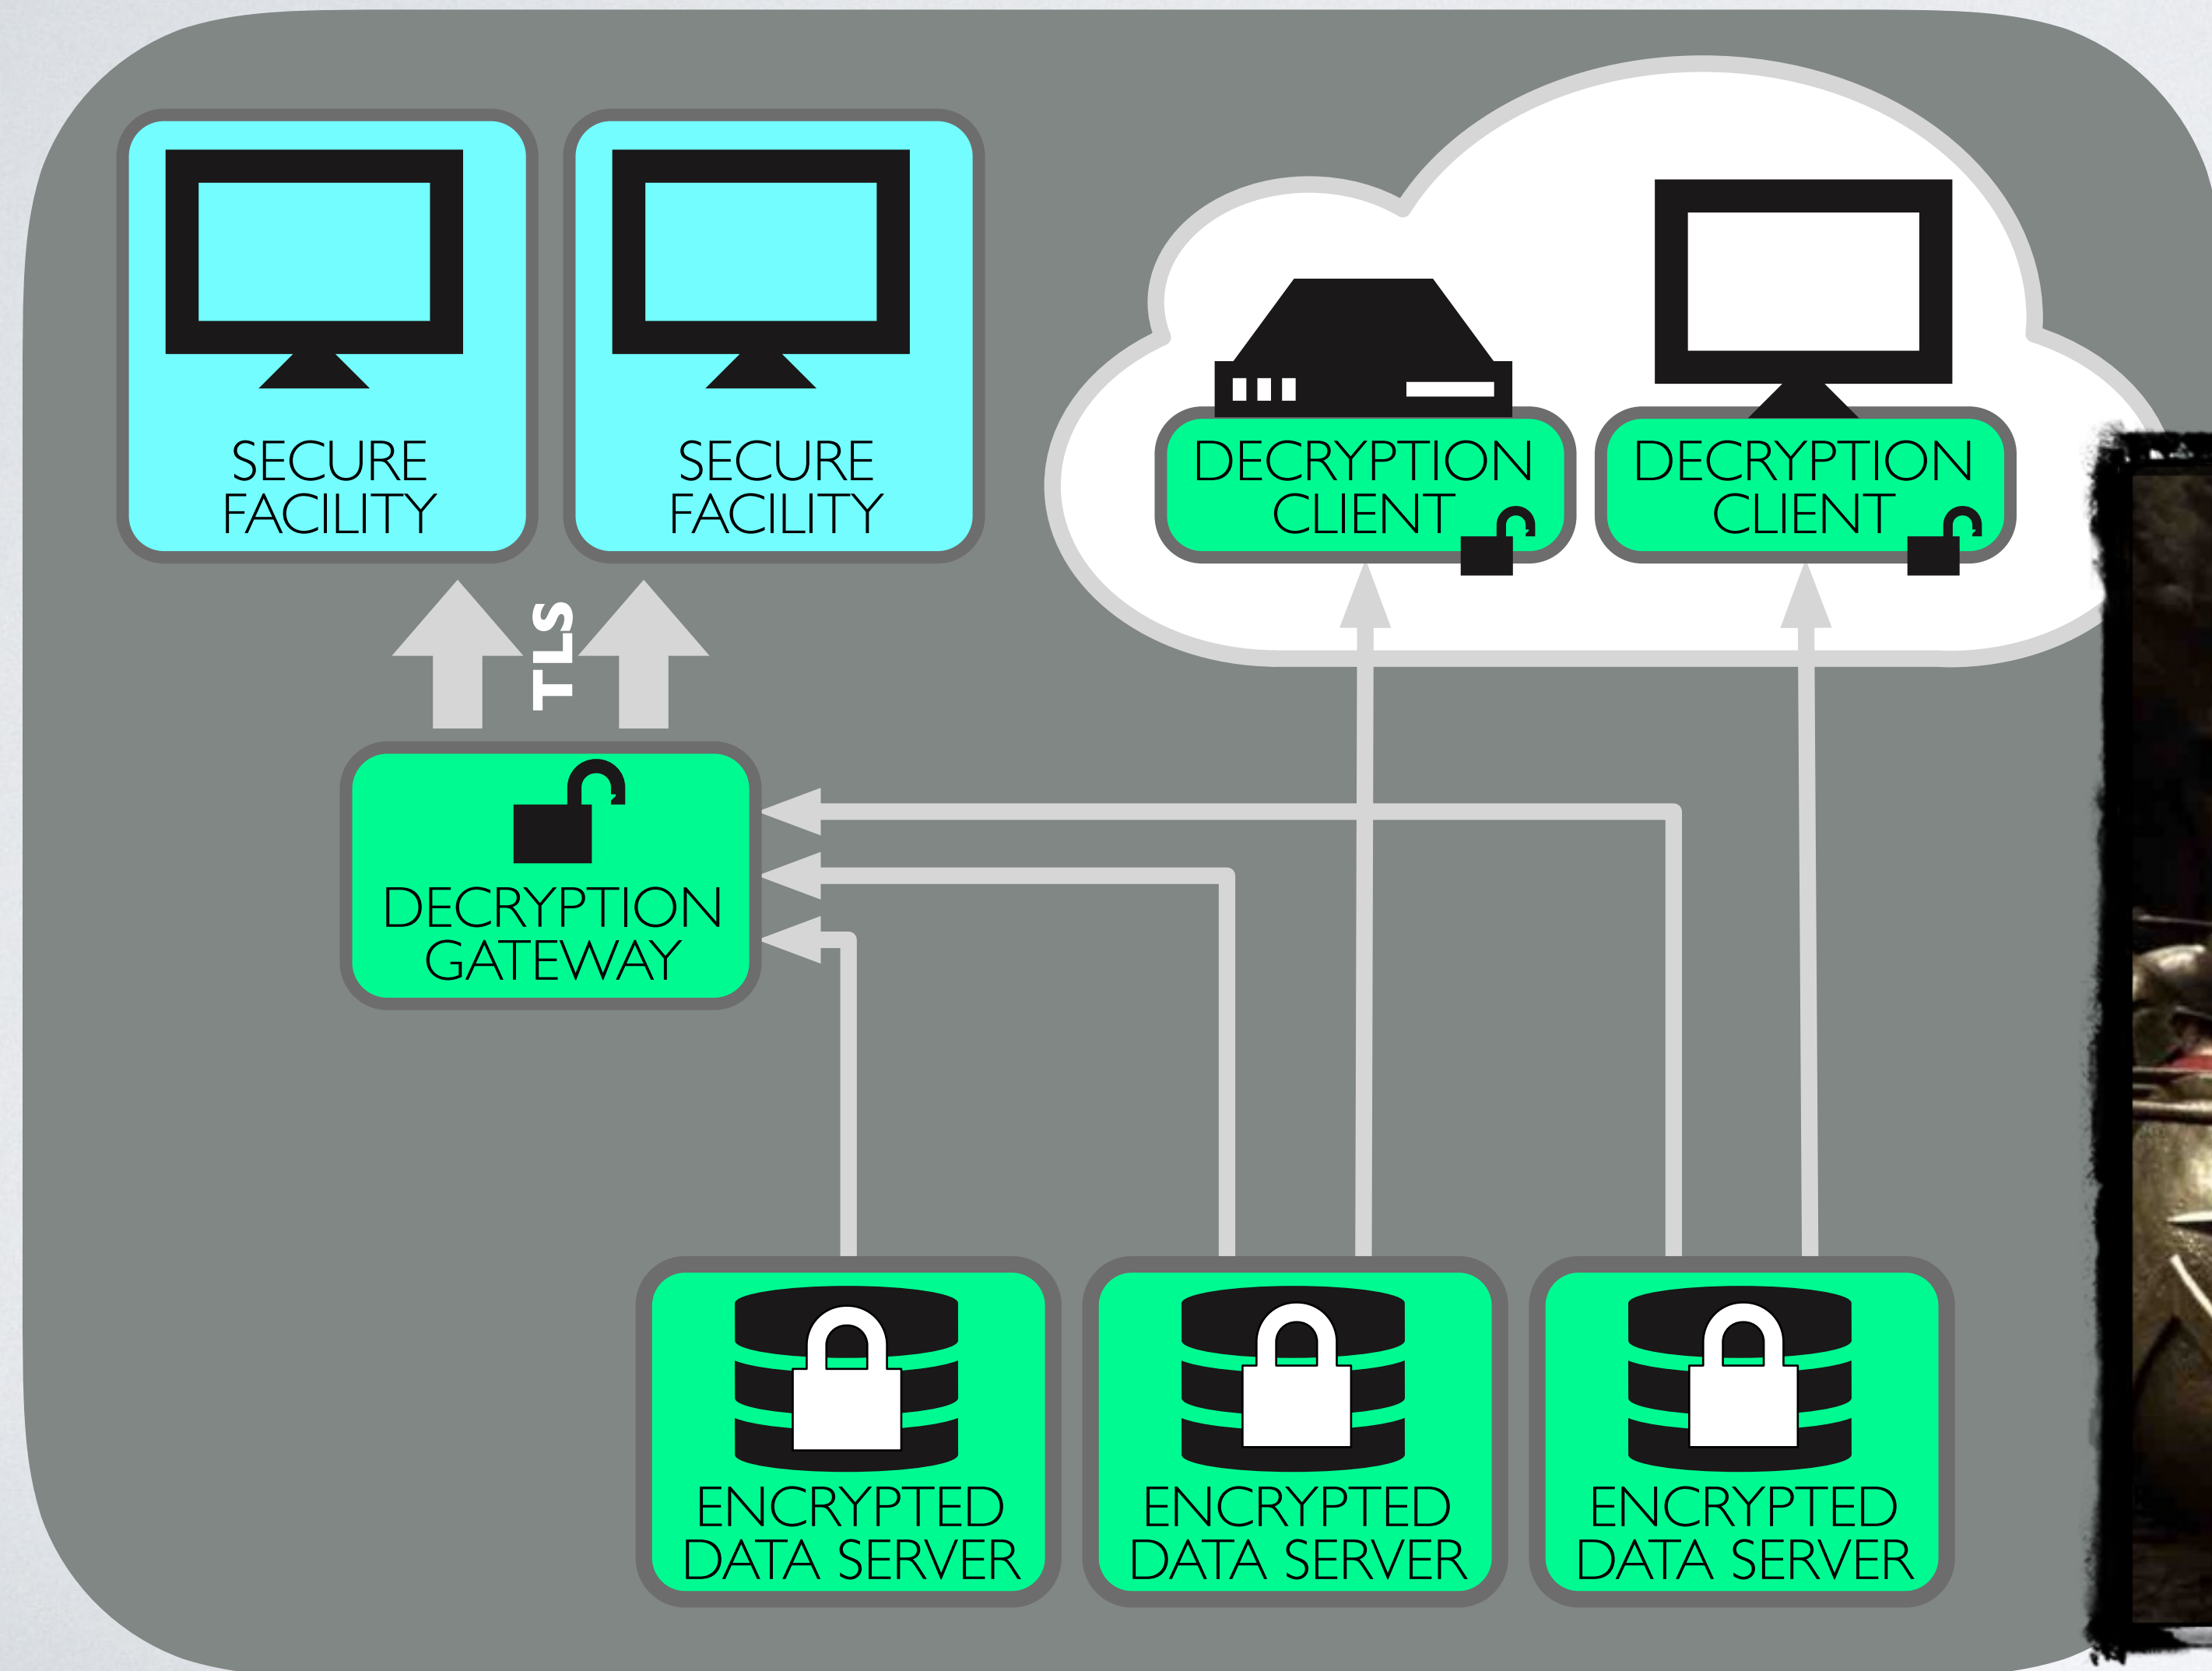 SECURE
FACILITY
SECURE
FACILITY
DECRYPTION
CLIENT
DECRYPTION
CLIENT
TLS
DECRYPTION
GATEWAY
ENCRYPTED
DATA SERVER
ENCRYPTED
DATA SERVER
ENCRYPTED
DATA SERVER